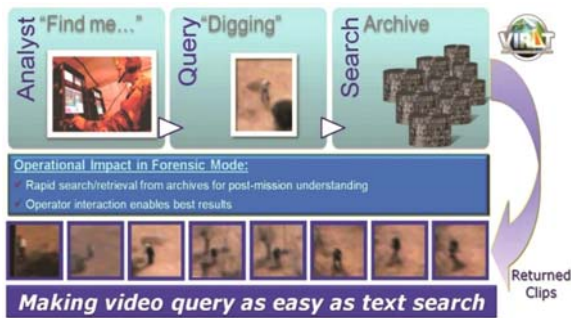 Analyst
"Find me…"
Query
"Digging"
Search
Archive
VIRAT
Operational Impact in Forensic Mode:
Rapid search/retrieval from archives for post-mission understanding
Operator interaction enables best results
Returned
Clips
Making video query as easy as text search